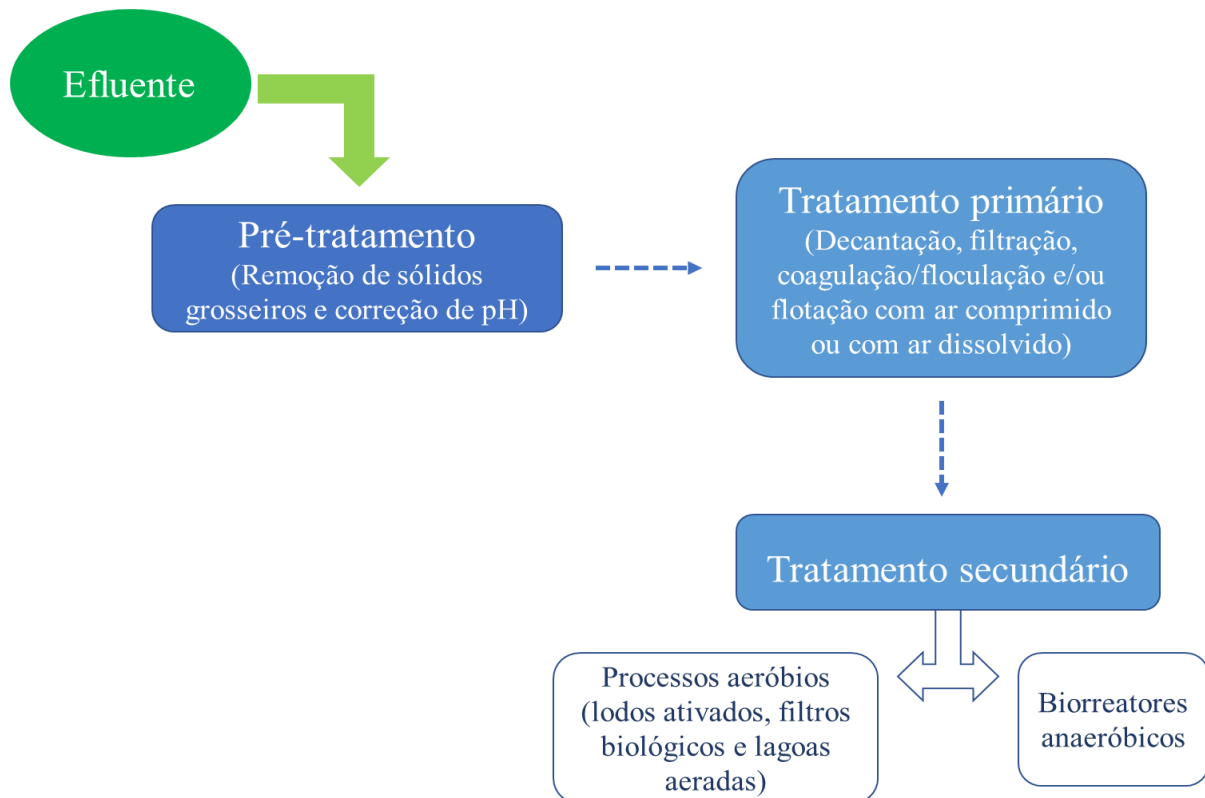 Efluente
Pré-tratamento
(Remoção de sólidos
grosseiros e correção de pH)
Tratamento primário
(Decantação, filtração,
coagulação/floculação e/ou
flotação com ar comprimido
ou com ar dissolvido)
Tratamento secundário
Processos aeróbios
(lodos ativados, filtros
biológicos e lagoas
aeradas)
Biorreatores
anaeróbicos